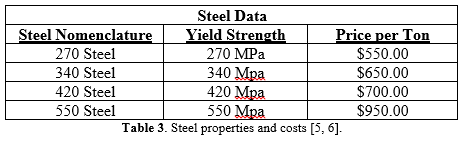 Steel Data
Steel Nomenclature Yield Strength Price per Ton
270 Steel 270 MPa $550.00
340 Steel 340 Mpa $650.00
420 Steel 420 Mpa $700.00
550 Steel 550 Mpa $950.00
Table 3. Steel properties and costs [5, 6].